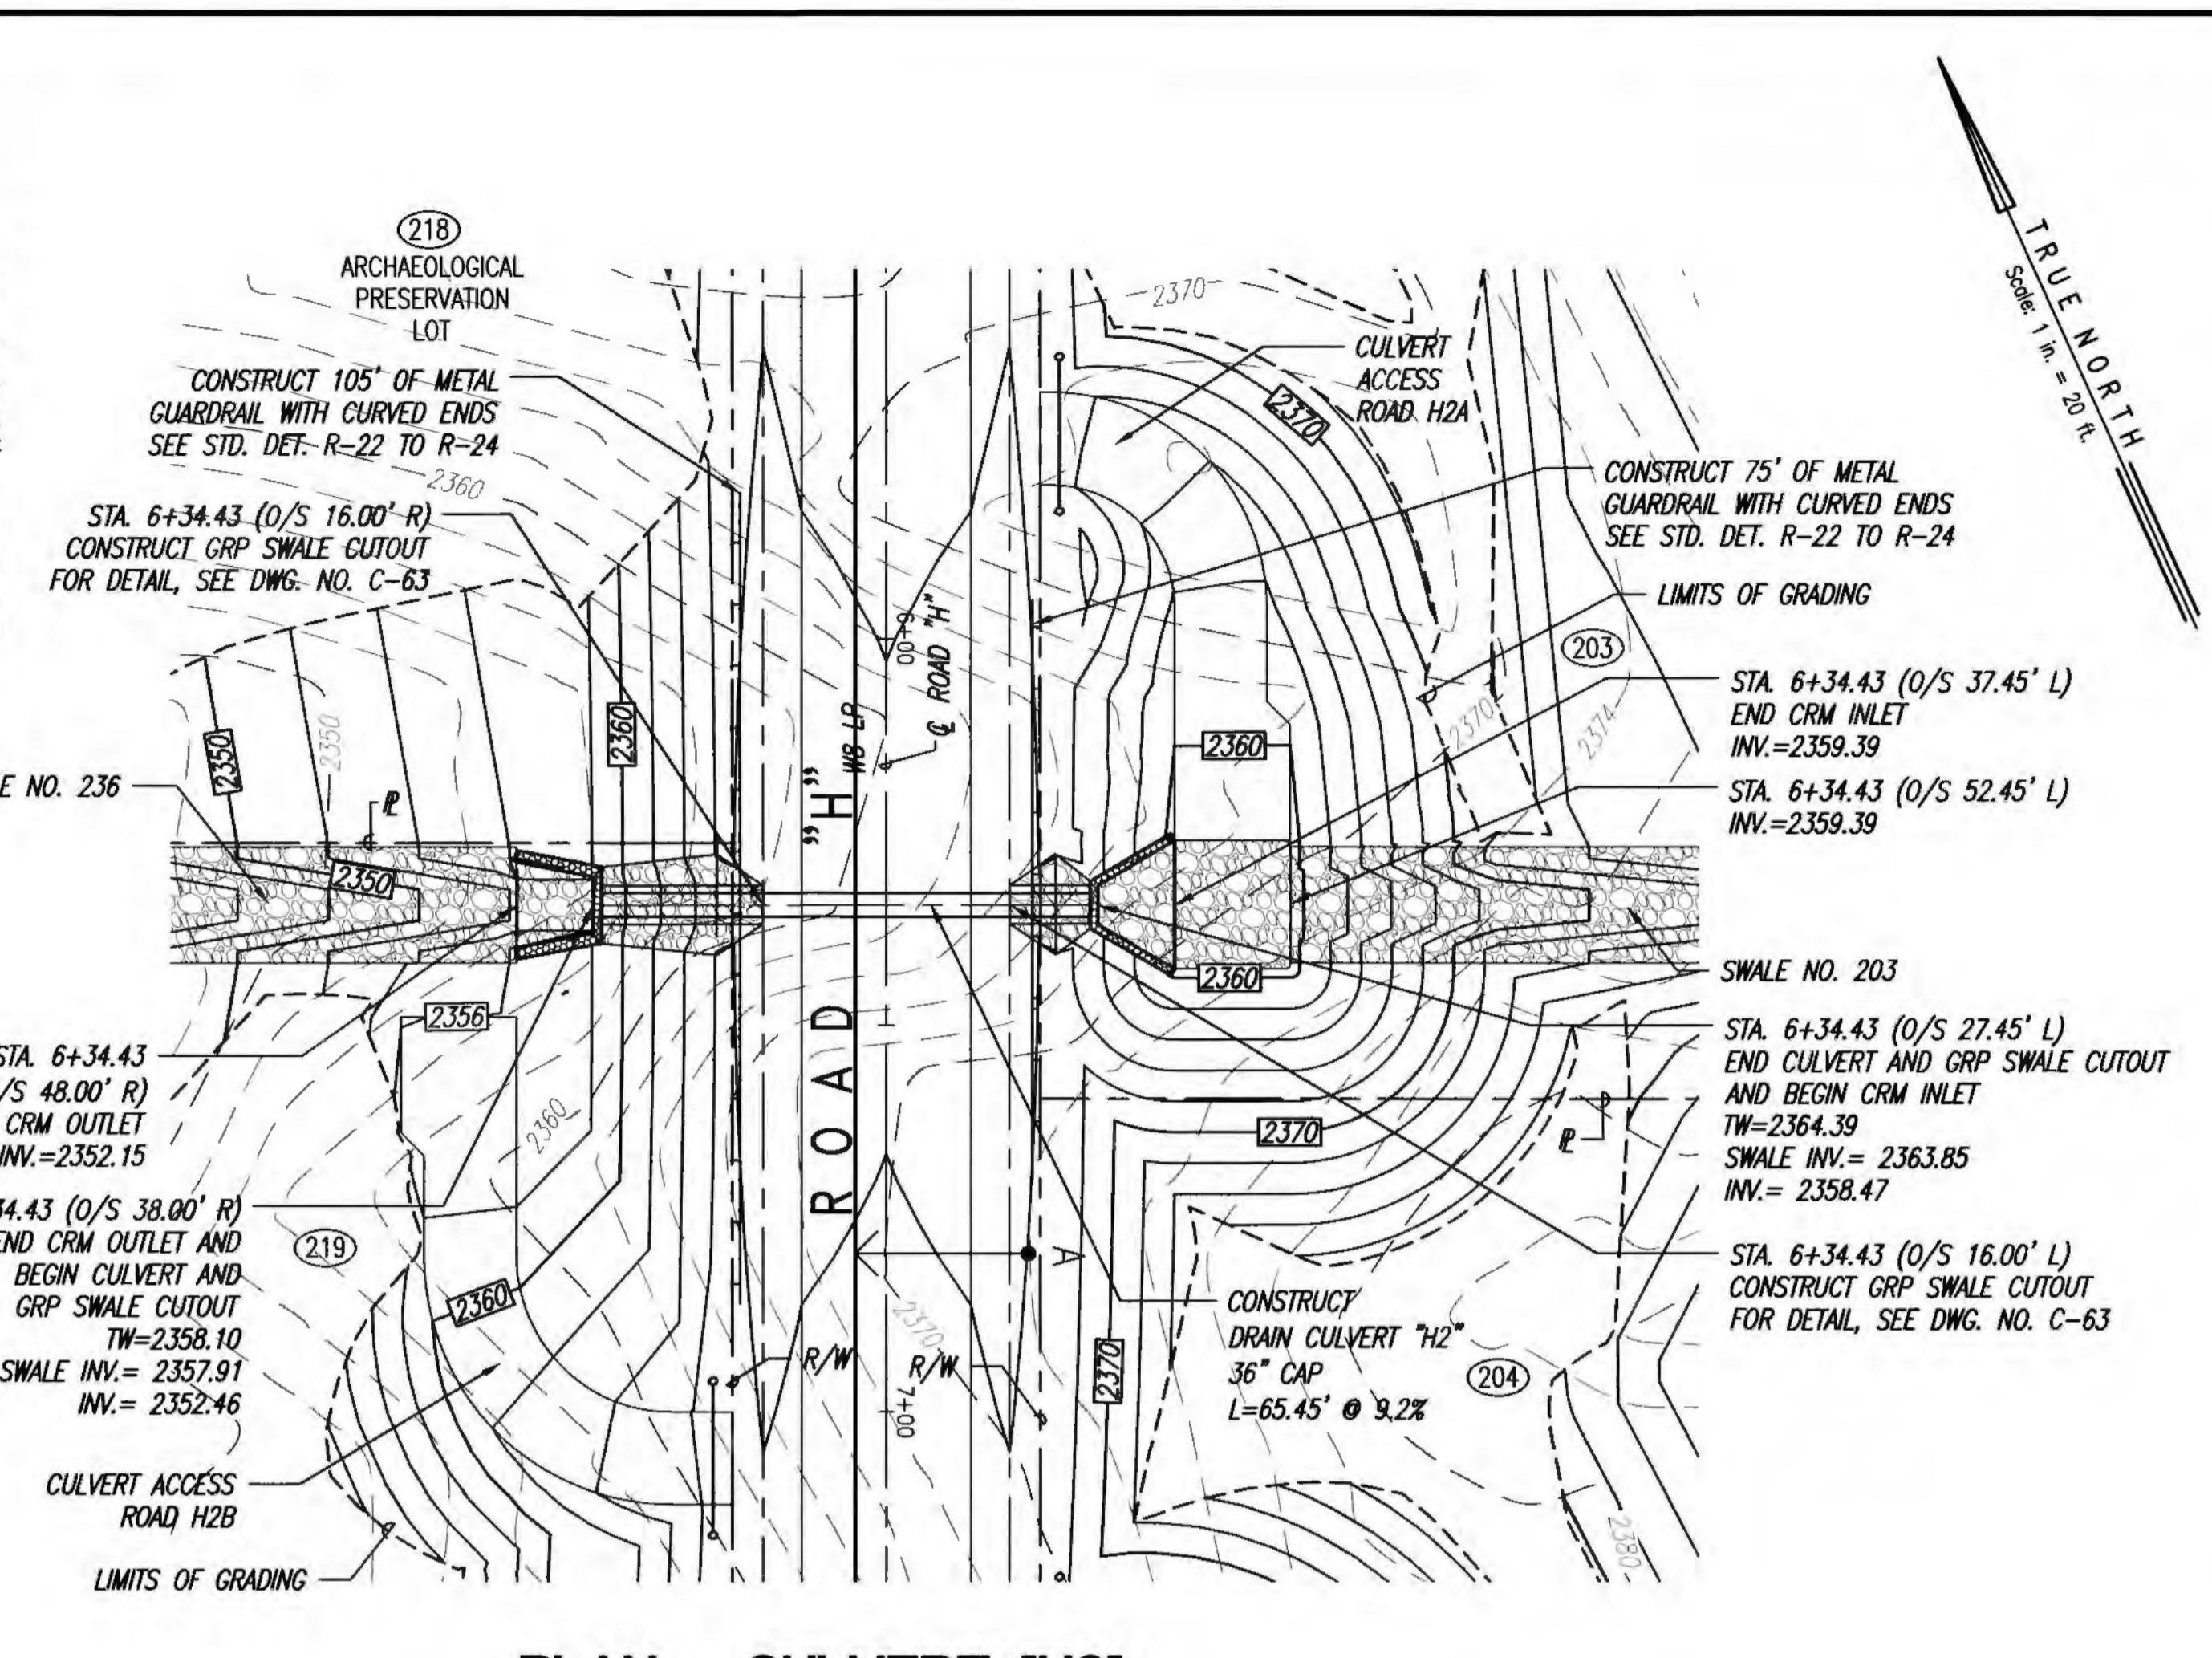 218
ARCHAEOLOGICAL
PRESERVATION
LOT
CONSTRUCT 105' OF METAL
GUARDRAIL WITH CURVED ENDS
SEE STD. DET. R-22 TO R-24
2360
STA. 6+34.43 (O/S 16.00' R)
CONSTRUCT GRP SWALE CUTOUT
FOR DETAIL, SEE DWG. NO. C-63
2350
2350
2360
E NO. 236
PL
2350
2356
STA. 6+34.43
/S 48.00' R)
CRM OUTLET
INV.=2352.15
2360
34.43 (O/S 38.00' R)
END CRM OUTLET AND
BEGIN CULVERT AND
GRP SWALE CUTOUT
TW=2358.10
SWALE INV.= 2357.91
INV.= 2352.46
219
2360
CULVERT ACCESS
ROAD H2B
LIMITS OF GRADING
6+00
℄ ROAD "H"
WB LP
ROAD "H"
A
R/W
R/W
2370
7+00
2370
CULVERT
ACCESS
ROAD H2A
2370
TRUE NORTH
Scale: 1 in. = 20 ft.
CONSTRUCT 75' OF METAL
GUARDRAIL WITH CURVED ENDS
SEE STD. DET. R-22 TO R-24
LIMITS OF GRADING
203
2370
2374
2360
STA. 6+34.43 (O/S 37.45' L)
END CRM INLET
INV.=2359.39
STA. 6+34.43 (O/S 52.45' L)
INV.=2359.39
2360
SWALE NO. 203
STA. 6+34.43 (O/S 27.45' L)
END CULVERT AND GRP SWALE CUTOUT
AND BEGIN CRM INLET
TW=2364.39
SWALE INV.= 2363.85
INV.= 2358.47
2370
PL
STA. 6+34.43 (O/S 16.00' L)
CONSTRUCT GRP SWALE CUTOUT
FOR DETAIL, SEE DWG. NO. C-63
CONSTRUCT
DRAIN CULVERT "H2"
36" CAP
L=65.45' @ 9.2%
2370
204
2380